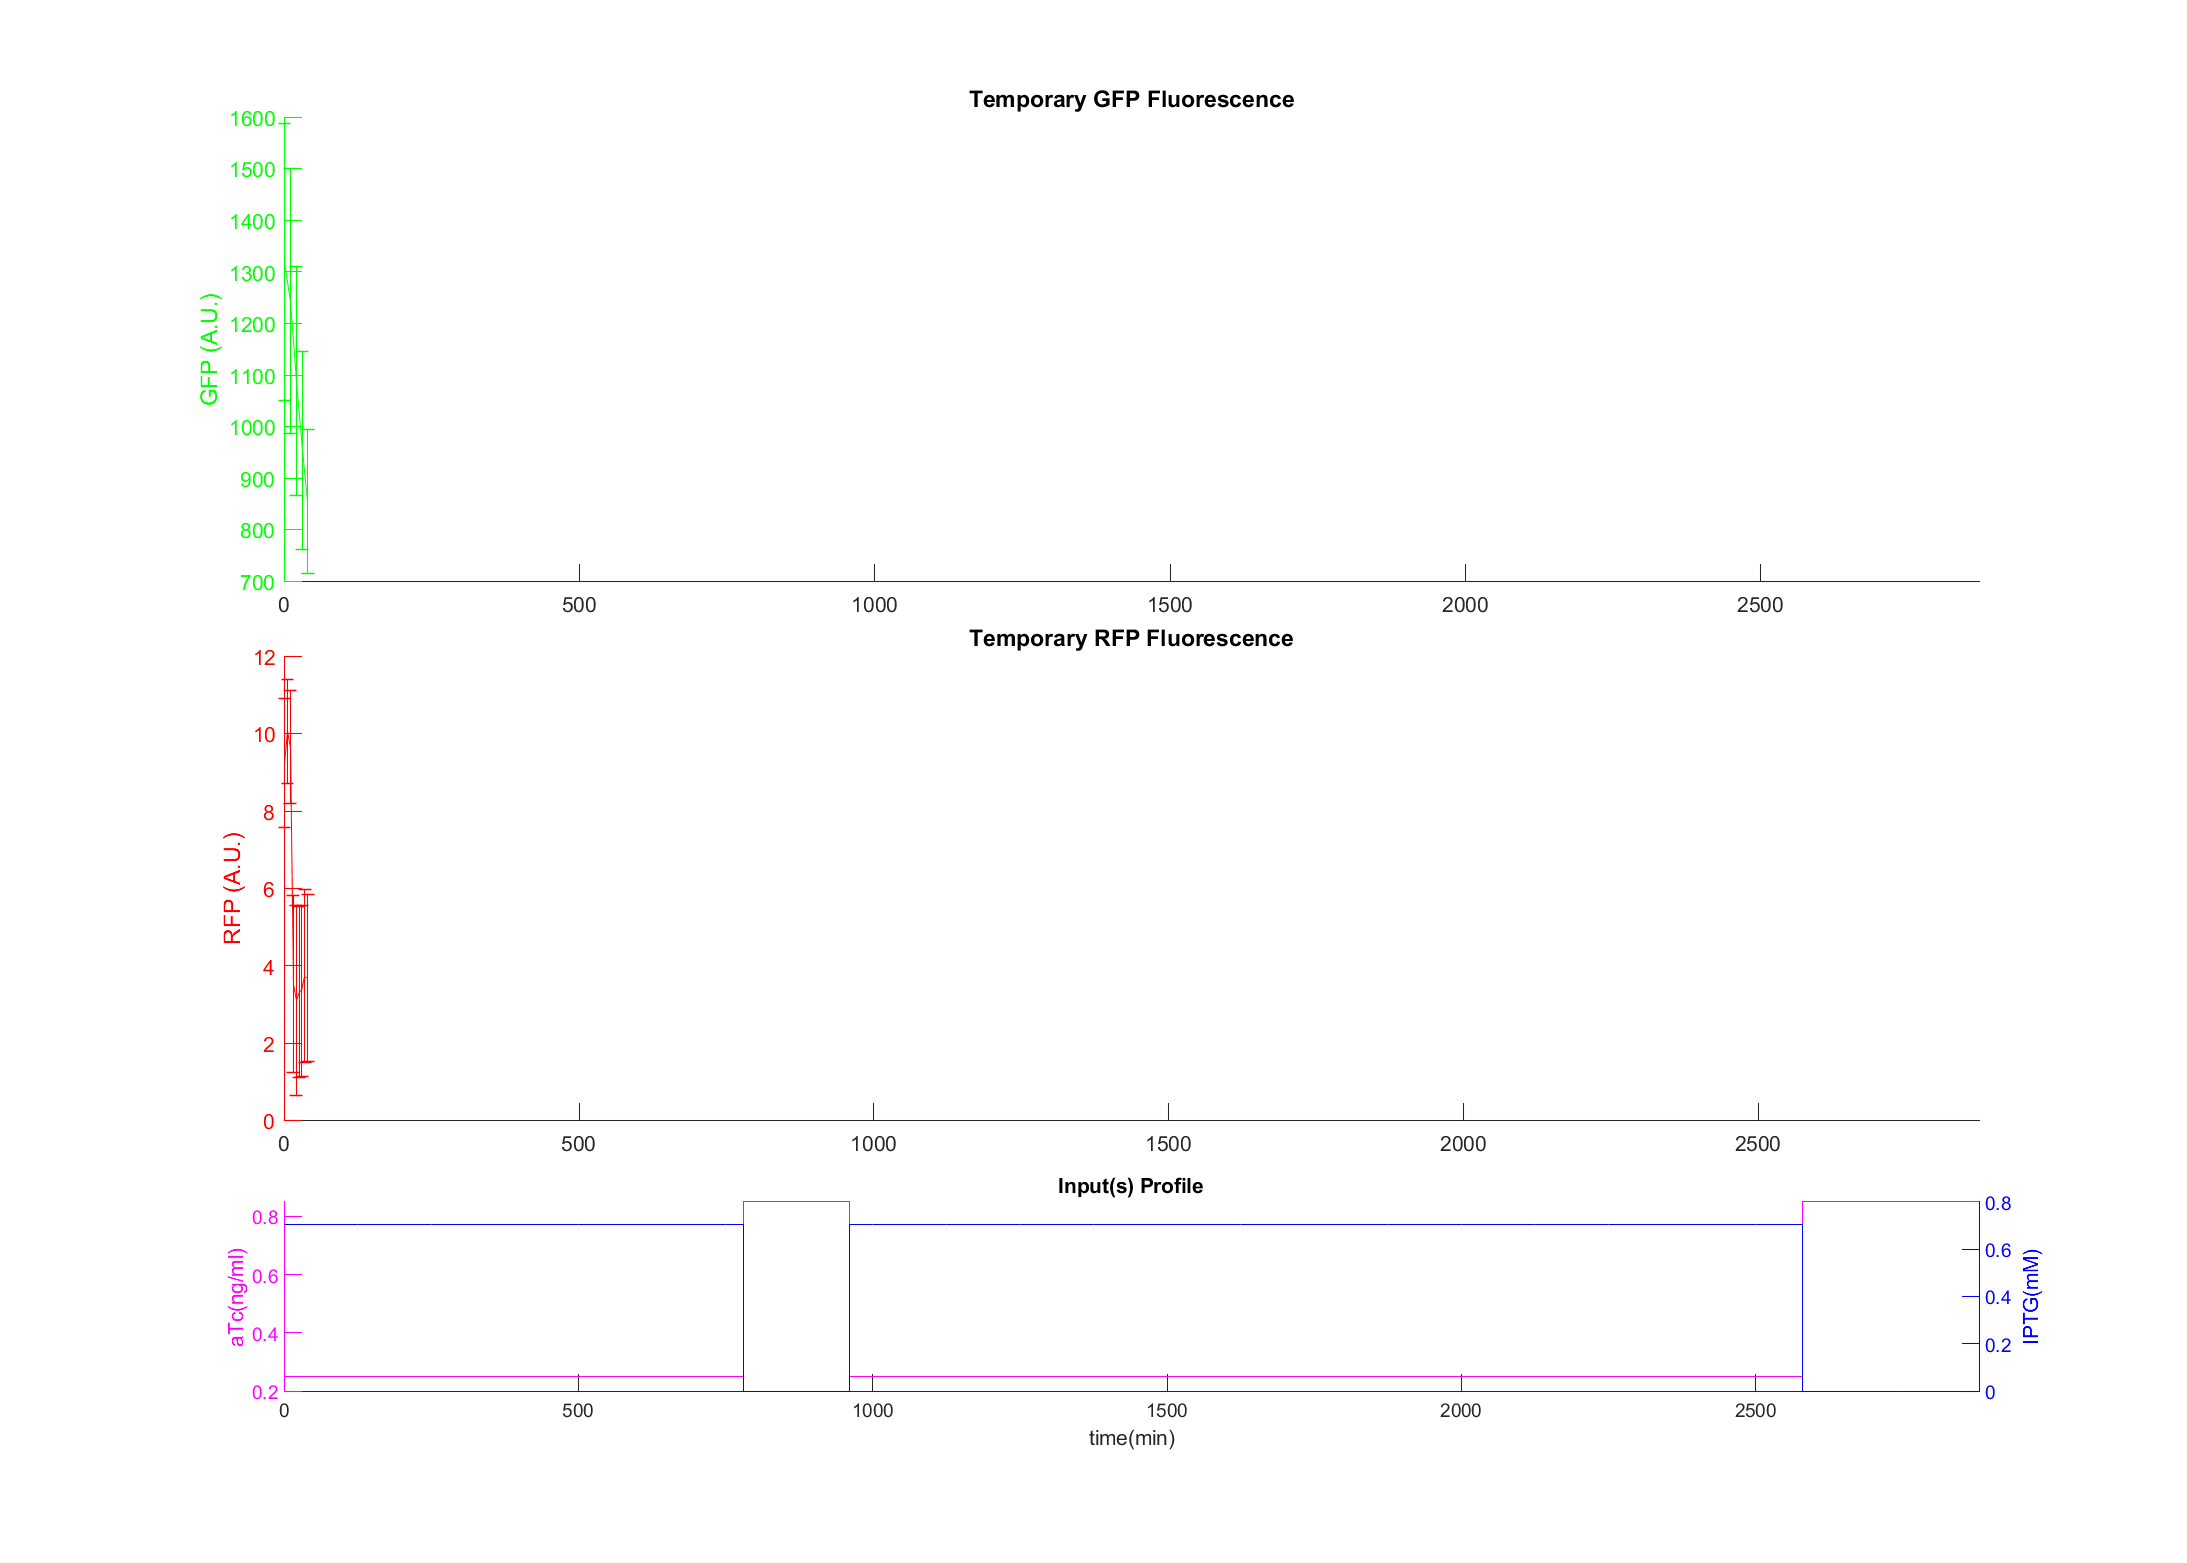 Temporary GFP Fluorescence
GFP (A.U.)
1600
1500
1400
1300
1200
1100
1000
900
800
700
0 500 1000 1500 2000 2500
Temporary RFP Fluorescence
RFP (A.U.)
12
10
8
6
4
2
0
0 500 1000 1500 2000 2500
Input(s) Profile
aTc(ng/ml)
0.8
0.6
0.4
0.2
0.8
0.6
0.4
0.2
0
IPTG(mM)
0 500 1000 1500 2000 2500
time(min)